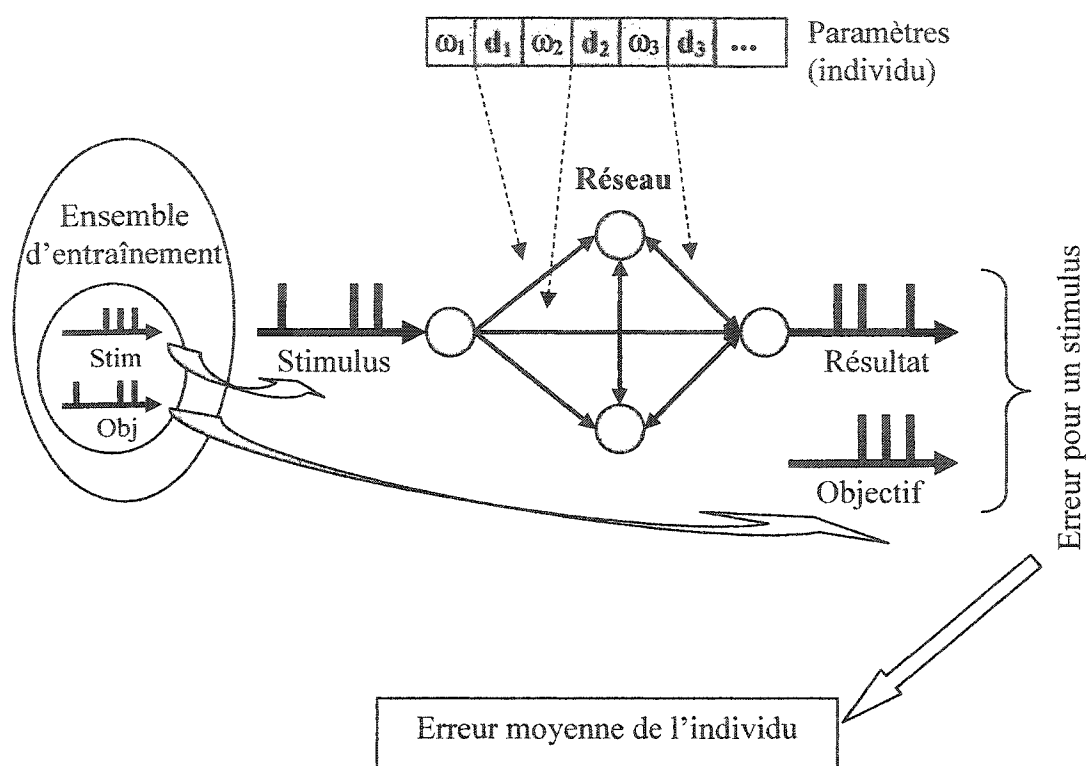 ω1 d1 ω2 d2 ω3 d3 ...
Paramètres
(individu)
Réseau
Ensemble
d'entraînement
Stim
Obj
Stimulus
Résultat
Objectif
Erreur pour un stimulus
Erreur moyenne de l'individu